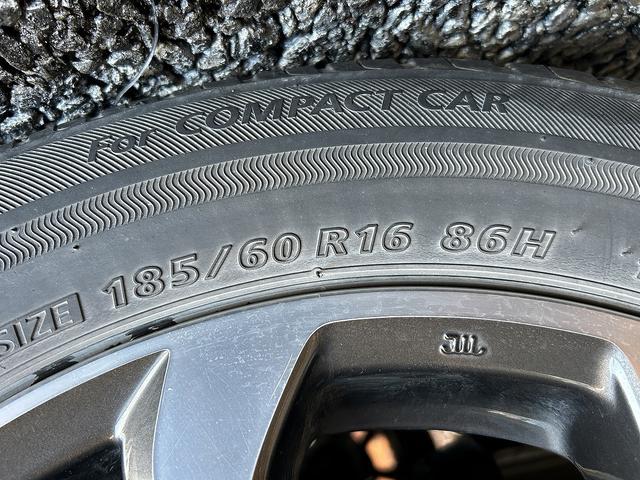 For COMPACT CAR
SIZE 185/60 R16 86H